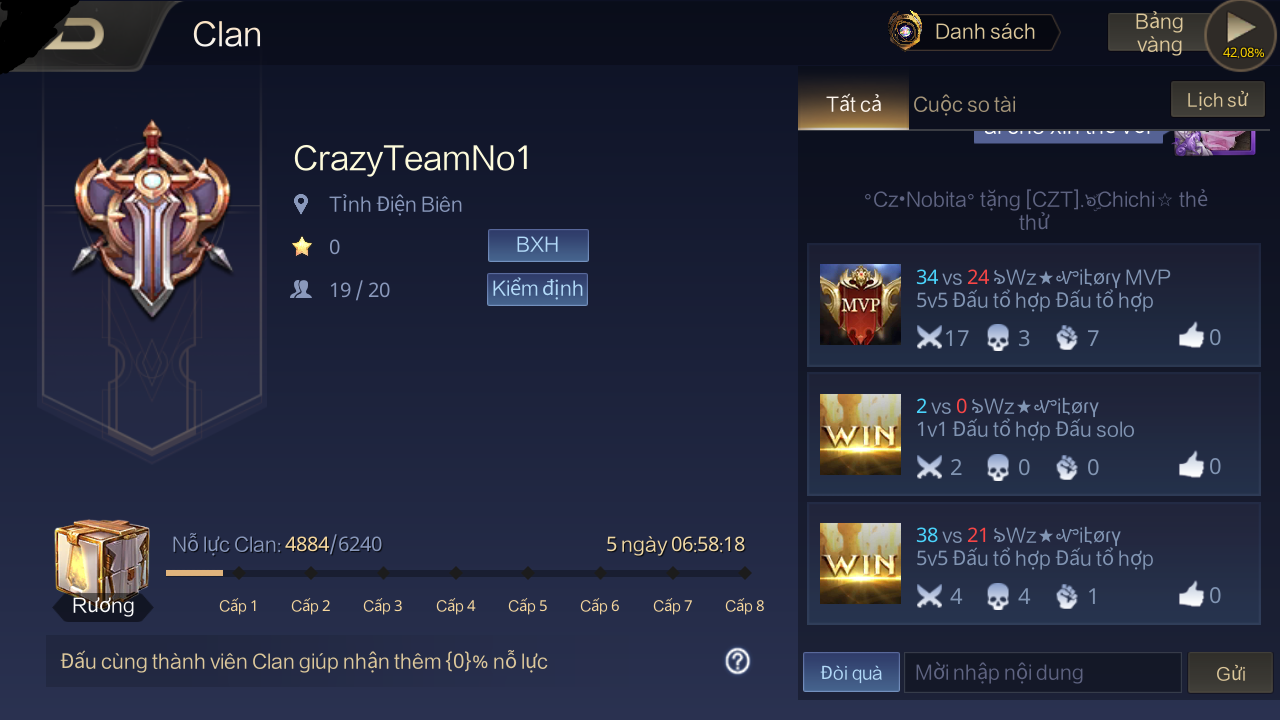 Clan
Danh sách
Bảng
vàng
42.08%
Tất cả
Cuộc so tài
Lịch sử
CrazyTeamNo1
Tỉnh Điện Biên
0
BXH
19 / 20
Kiểm định
°Cz•Nobita° tặng [CZT].ঔৣChichi☆ thẻ
thử
MVP
34 vs 24 ঌWz★ঝºitørγ MVP
5v5 Đấu tổ hợp Đấu tổ hợp
17 3 7 0
WIN
2 vs 0 ঌWz★ঝºitørγ
1v1 Đấu tổ hợp Đấu solo
2 0 0 0
WIN
38 vs 21 ঌWz★ঝºitørγ
5v5 Đấu tổ hợp Đấu tổ hợp
4 4 1 0
Nỗ lực Clan: 4884/6240
5 ngày 06:58:18
Rương
Cấp 1
Cấp 2
Cấp 3
Cấp 4
Cấp 5
Cấp 6
Cấp 7
Cấp 8
Đấu cùng thành viên Clan giúp nhận thêm {0}% nỗ lực
?
Đòi quà
Mời nhập nội dung
Gửi